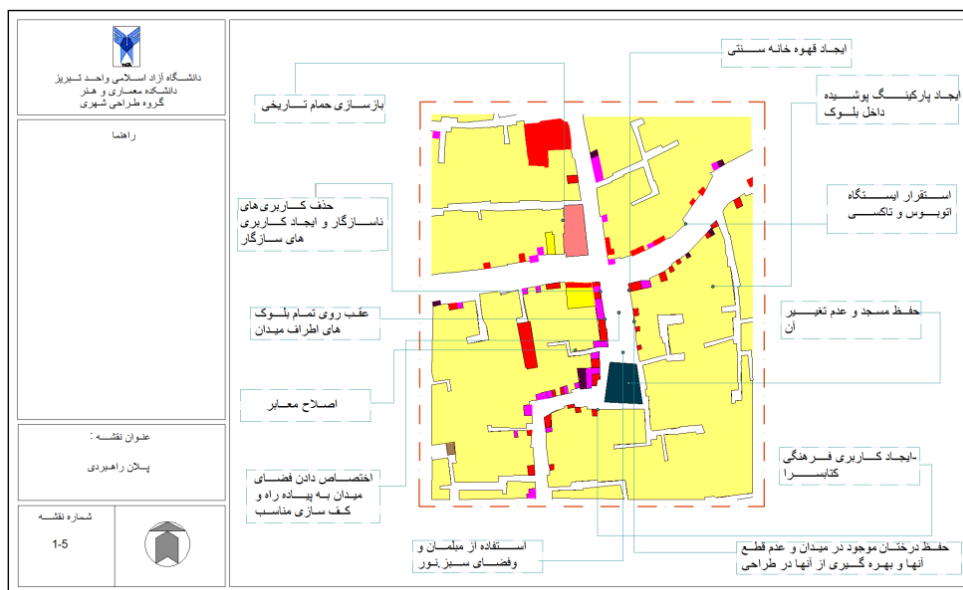 دانشگاه آزاد اسلامی واحد تبریز
دانشکده معماری و هنر
گروه طراحی شهری
راهنما
عنوان نقشه :
پلان راهبردی
شماره نقشه
1-5
ایجاد قهوه خانه سنتی
بازسازی حمام تاریخی
ایجاد پارکینگ پوشیده
داخل بلوک
حذف کاربری‌های
ناسازگار و ایجاد کاربری
های سازگار
استقرار ایستگاه
اتوبوس و تاکسی
عقب روی تمام بلوک
های اطراف میدان
حفظ مسجد و عدم تغییر
آن
اصلاح معابر
ایجاد کاربری فرهنگی-
کتابسرا
اختصاص دادن فضای
میدان به پیاده راه و
کف سازی مناسب
استفاده از مبلمان و
وفضای سبز.نور
حفظ درختان موجود در میدان و عدم قطع
آنها و بهره گیری از آنها در طراحی